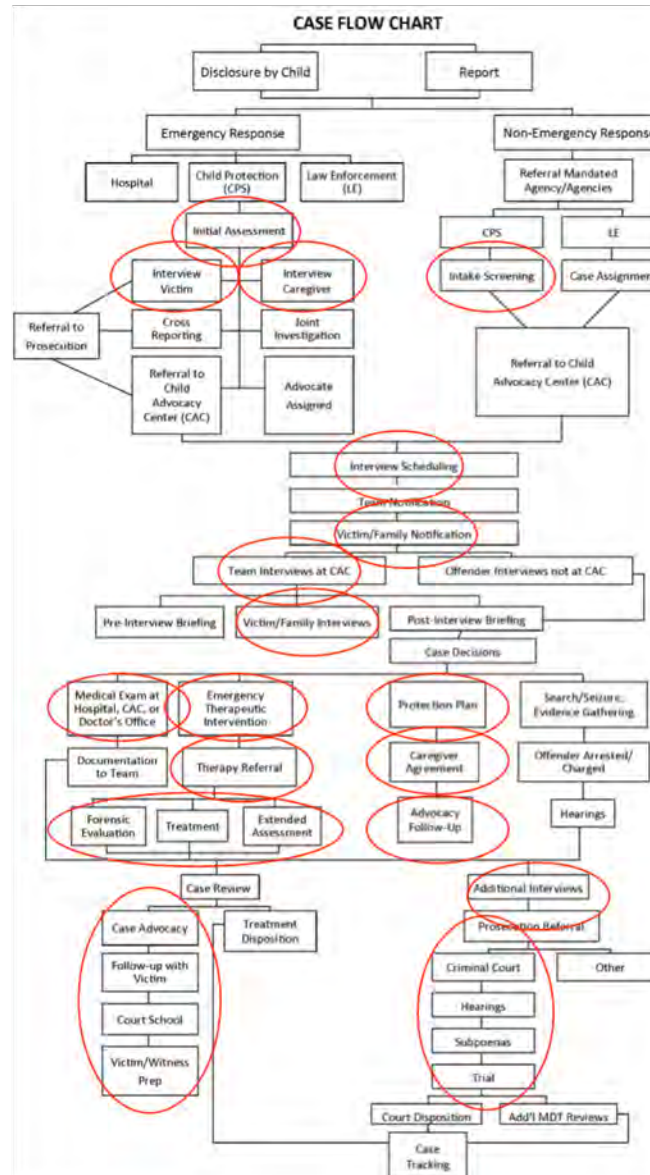 CASE FLOW CHART
Disclosure by Child
Report
Emergency Response
Non-Emergency Response
Hospital
Child Protection
(CPS)
Law Enforcement
(LE)
Referral Mandated
Agency/Agencies
Initial Assessment
CPS
LE
Interview
Victim
Interview
Caregiver
Intake Screening
Case Assignment
Referral to
Prosecution
Cross
Reporting
Joint
Investigation
Referral to
Child
Advocacy
Center (CAC)
Advocate
Assigned
Referral to Child
Advocacy Center (CAC)
Interview Scheduling
Team Notification
Victim/Family Notification
Team Interviews at CAC
Offender Interviews not at CAC
Pre-Interview Briefing
Victim/Family Interviews
Post-Interview Briefing
Case Decisions
Medical Exam at
Hospital, CAC, or
Doctor's Office
Emergency
Therapeutic
Intervention
Protection Plan
Search/Seizure,
Evidence Gathering
Documentation
to Team
Therapy Referral
Caregiver
Agreement
Offender Arrested/
Charged
Forensic
Evaluation
Treatment
Extended
Assessment
Advocacy
Follow-Up
Hearings
Case Review
Additional Interviews
Case Advocacy
Treatment
Disposition
Prosecution Referral
Follow-up with
Victim
Criminal Court
Other
Court School
Hearings
Subpoenas
Victim/Witness
Prep
Trial
Court Disposition
Add'l MDT Reviews
Case
Tracking